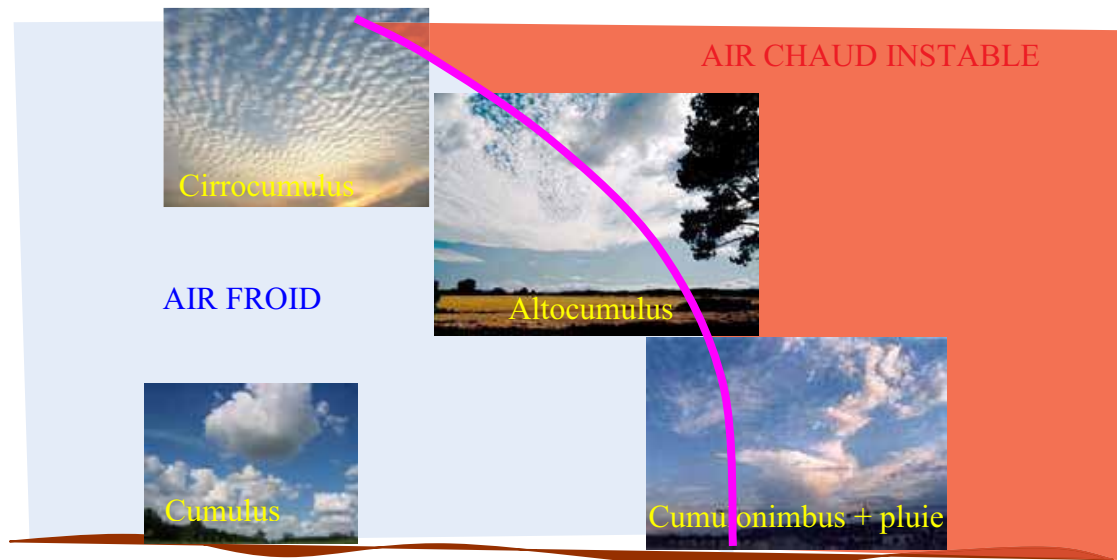 AIR CHAUD INSTABLE
Cirrocumulus
AIR FROID
Altocumulus
Cumulus
Cumulonimbus + pluie